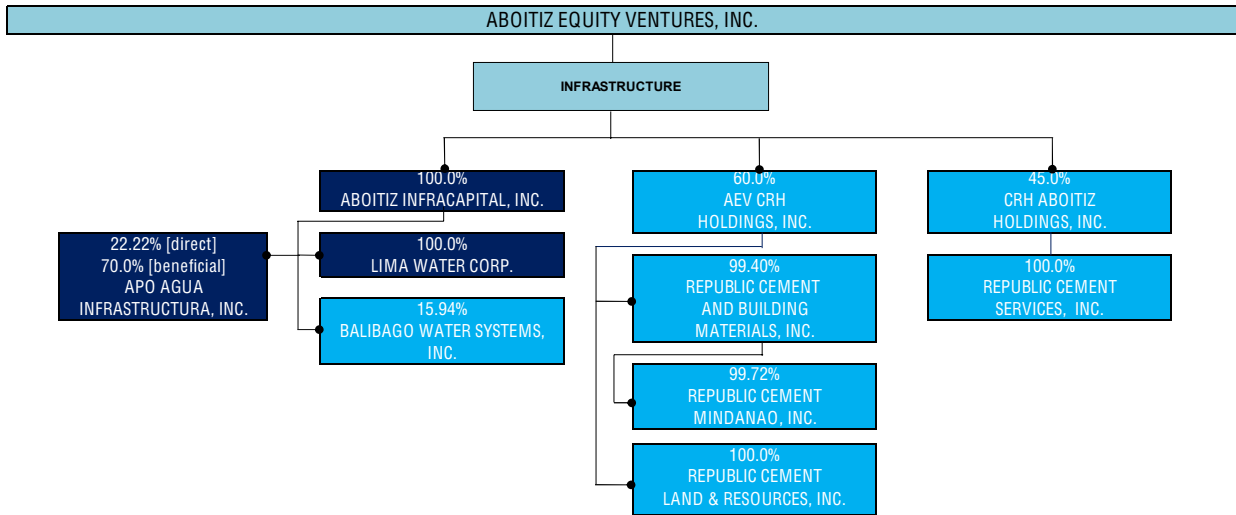 ABOITIZ EQUITY VENTURES, INC.
INFRASTRUCTURE
100.0%
ABOITIZ INFRACAPITAL, INC.
22.22% [direct]
70.0% [beneficial]
APO AGUA
INFRASTRUCTURA, INC.
100.0%
LIMA WATER CORP.
15.94%
BALIBAGO WATER SYSTEMS,
INC.
60.0%
AEV CRH
HOLDINGS, INC.
99.40%
REPUBLIC CEMENT
AND BUILDING
MATERIALS, INC.
99.72%
REPUBLIC CEMENT
MINDANAO, INC.
100.0%
REPUBLIC CEMENT
LAND & RESOURCES, INC.
45.0%
CRH ABOITIZ
HOLDINGS, INC.
100.0%
REPUBLIC CEMENT
SERVICES, INC.